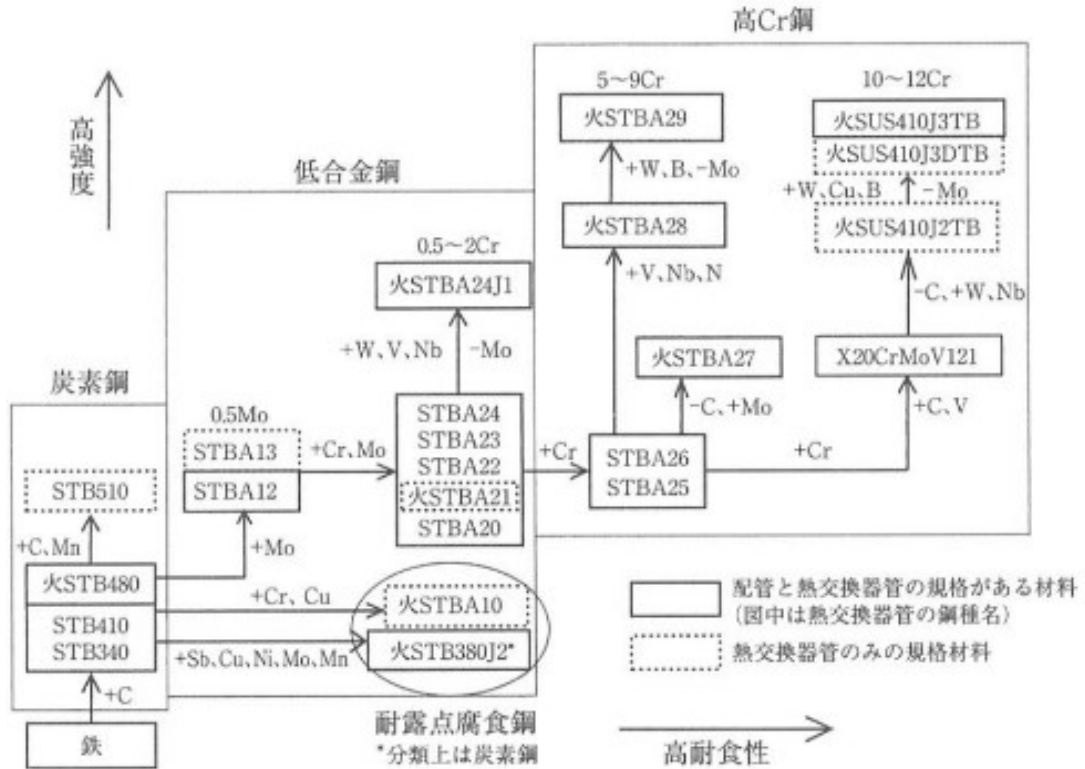 高Cr鋼
5～9Cr
10～12Cr
火STBA29
火SUS410J3TB
火SUS410J3DTB
+W、B、-Mo
+W、Cu、B
-Mo
火STBA28
火SUS410J2TB
+V、Nb、N
-C、+W、Nb
火STBA27
X20CrMoV121
-C、+Mo
+C、V
STBA26
STBA25
+Cr
+Cr
高強度
低合金鋼
0.5～2Cr
火STBA24J1
+W、V、Nb
-Mo
0.5Mo
STBA13
STBA12
+Cr、Mo
STBA24
STBA23
STBA22
火STBA21
STBA20
+Mo
炭素鋼
STB510
+C、Mn
火STB480
STB410
STB340
+C
鉄
+Cr、Cu
火STBA10
+Sb、Cu、Ni、Mo、Mn
火STB380J2*
耐露点腐食鋼
*分類上は炭素鋼
配管と熱交換器管の規格がある材料
(図中は熱交換器管の鋼種名)
熱交換器管のみの規格材料
高耐食性